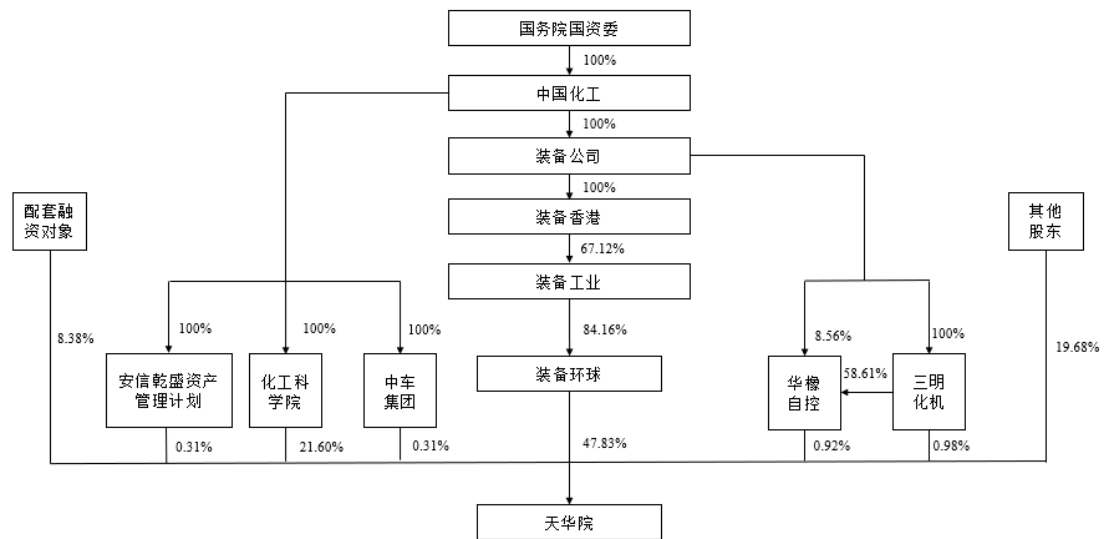 国务院国资委
100%
中国化工
100%
装备公司
100%
装备香港
67.12%
装备工业
84.16%
装备环球
47.83%
配套融
资对象
8.38%
100%
安信乾盛资产
管理计划
0.31%
100%
化工科
学院
21.60%
100%
中车
集团
0.31%
8.56%
华橡
自控
0.92%
58.61%
100%
三明
化机
0.98%
其他
股东
19.68%
天华院